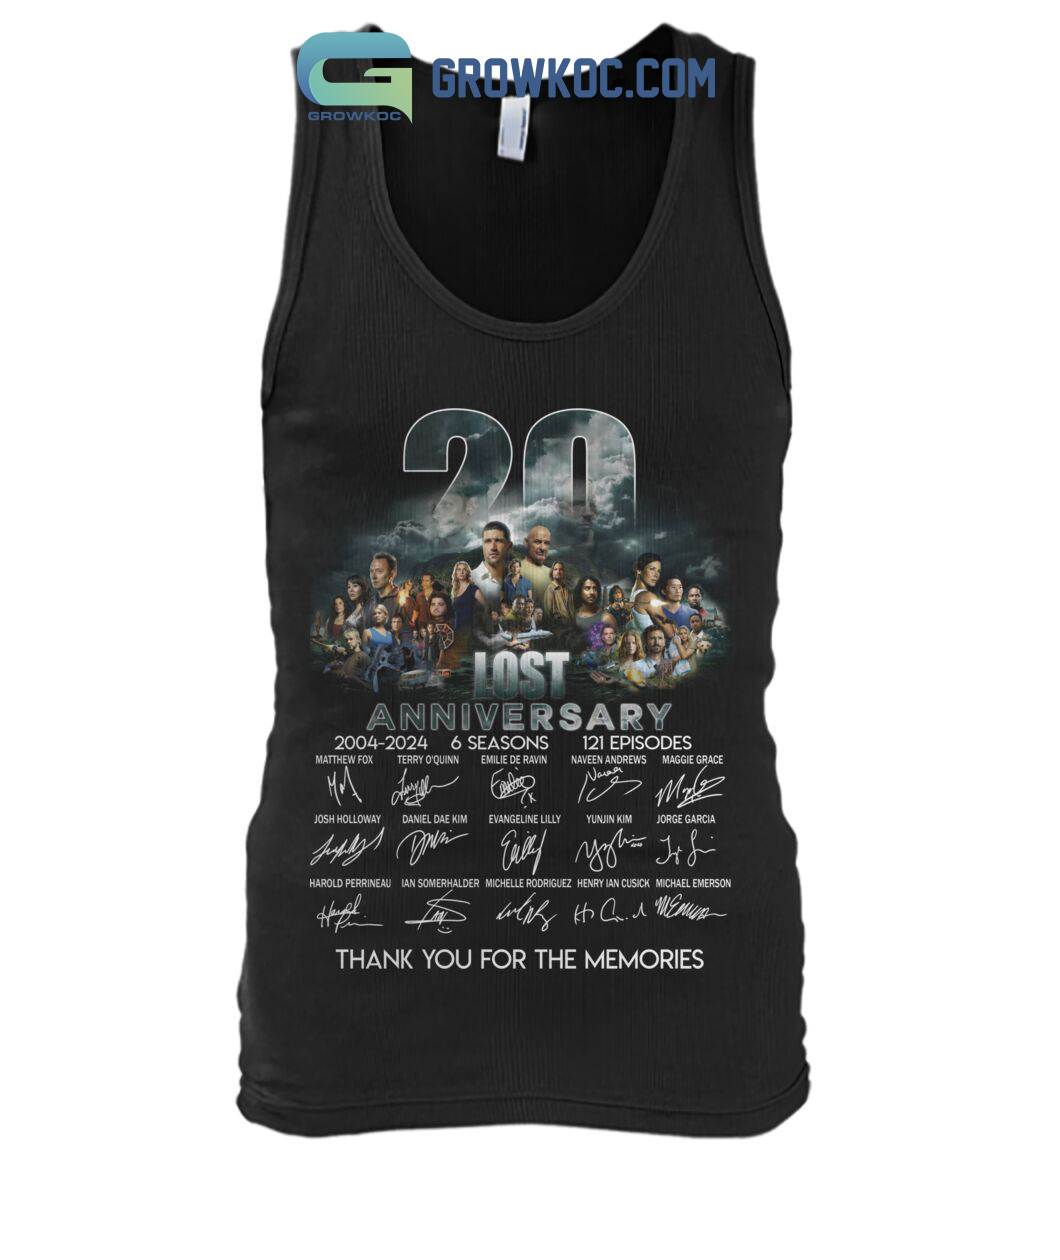 GROWKOC.COM
GROWKOC
20
LOST
ANNIVERSARY
2004-2024 6 SEASONS 121 EPISODES
MATTHEW FOX TERRY O'QUINN EMILIE DE RAVIN NAVEEN ANDREWS MAGGIE GRACE
JOSH HOLLOWAY DANIEL DAE KIM EVANGELINE LILLY YUNJIN KIM JORGE GARCIA
HAROLD PERRINEAU IAN SOMERHALDER MICHELLE RODRIGUEZ HENRY IAN CUSICK MICHAEL EMERSON
THANK YOU FOR THE MEMORIES